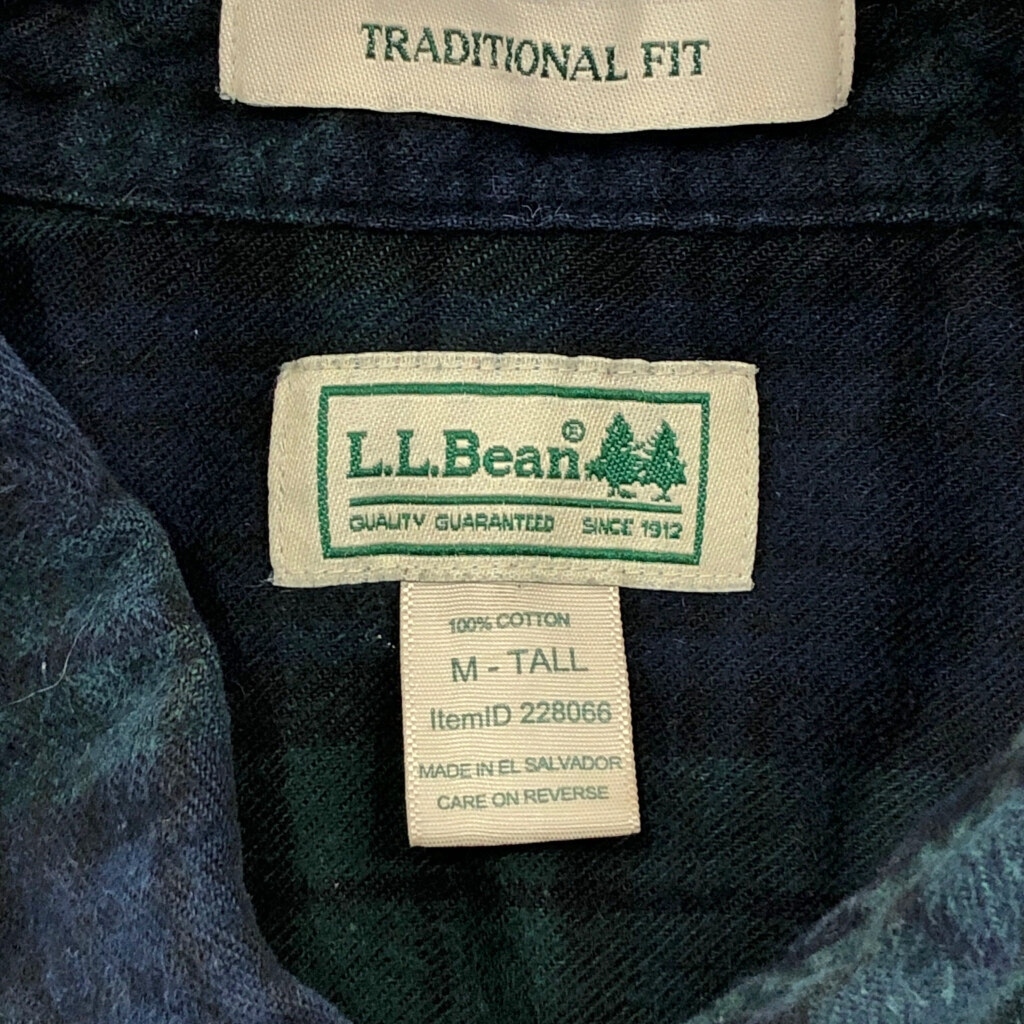 TRADITIONAL FIT
L.L.Bean®
QUALITY GUARANTEED SINCE 1912
100% COTTON
M - TALL
ItemID 228066
MADE IN EL SALVADOR
CARE ON REVERSE